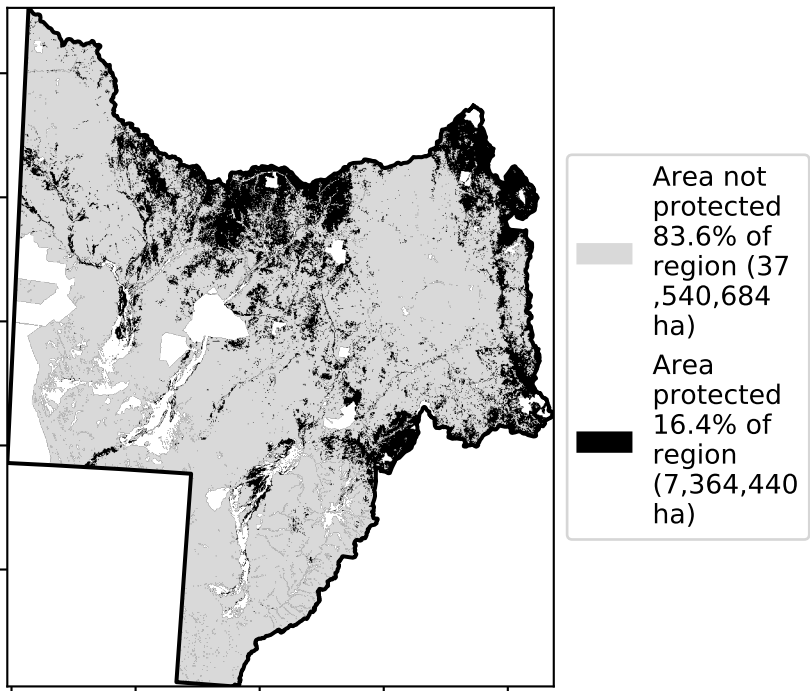 Area not
protected
83.6% of
region (37
,540,684
ha)
Area
protected
16.4% of
region
(7,364,440
ha)